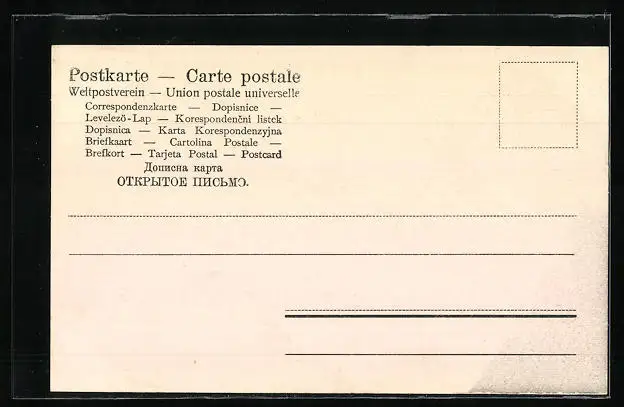 Postkarte — Carte postale
Weltpostverein — Union postale universelle
Correspondenzkarte — Dopisnice —
Levelező-Lap — Korespondenční lístek
Dopisnica — Karta Korespondenzyjna
Briefkaart — Cartolina Postale —
Brefkort — Tarjeta Postal — Postcard
Дописна карта
ОТКРЫТОЕ ПИСЬМО.